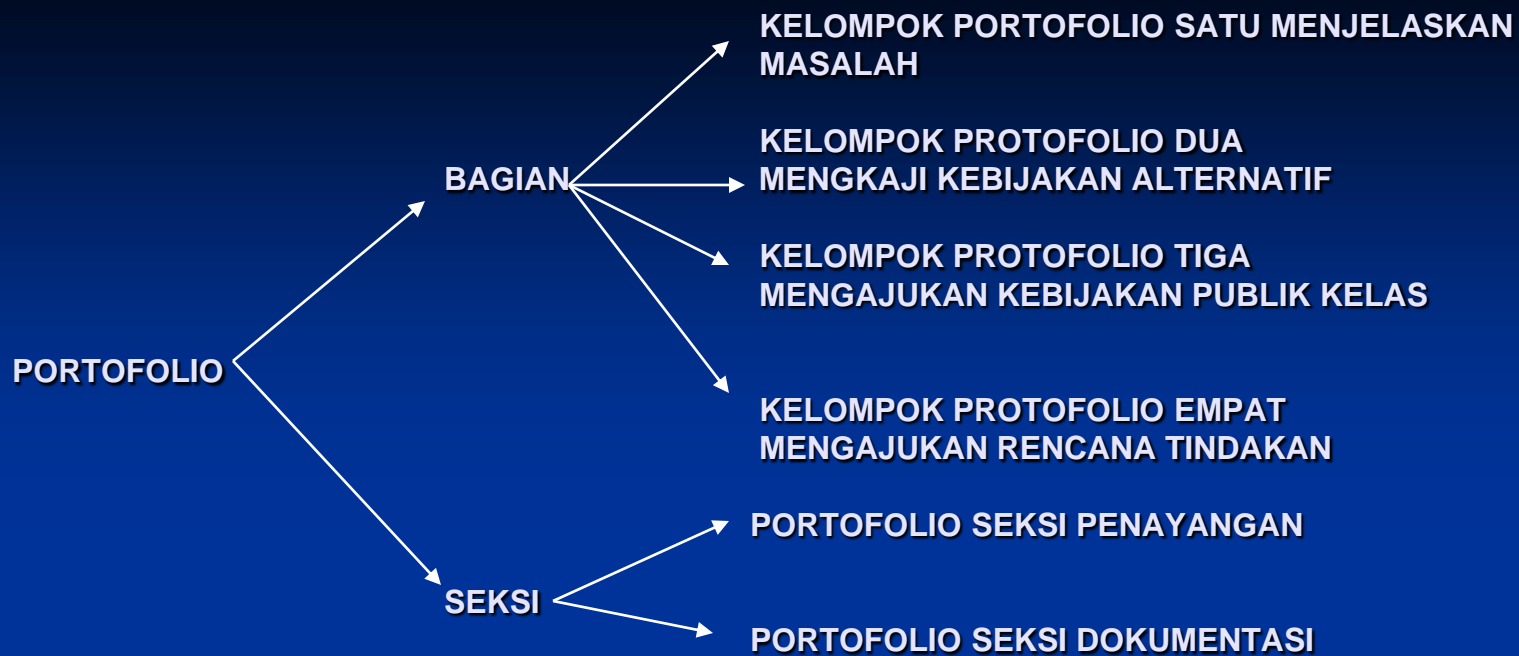 KELOMPOK PORTOFOLIO SATU MENJELASKAN
MASALAH
KELOMPOK PROTOFOLIO DUA
MENGKAJI KEBIJAKAN ALTERNATIF
BAGIAN
KELOMPOK PROTOFOLIO TIGA
MENGAJUKAN KEBIJAKAN PUBLIK KELAS
PORTOFOLIO
KELOMPOK PROTOFOLIO EMPAT
MENGAJUKAN RENCANA TINDAKAN
PORTOFOLIO SEKSI PENAYANGAN
SEKSI
PORTOFOLIO SEKSI DOKUMENTASI